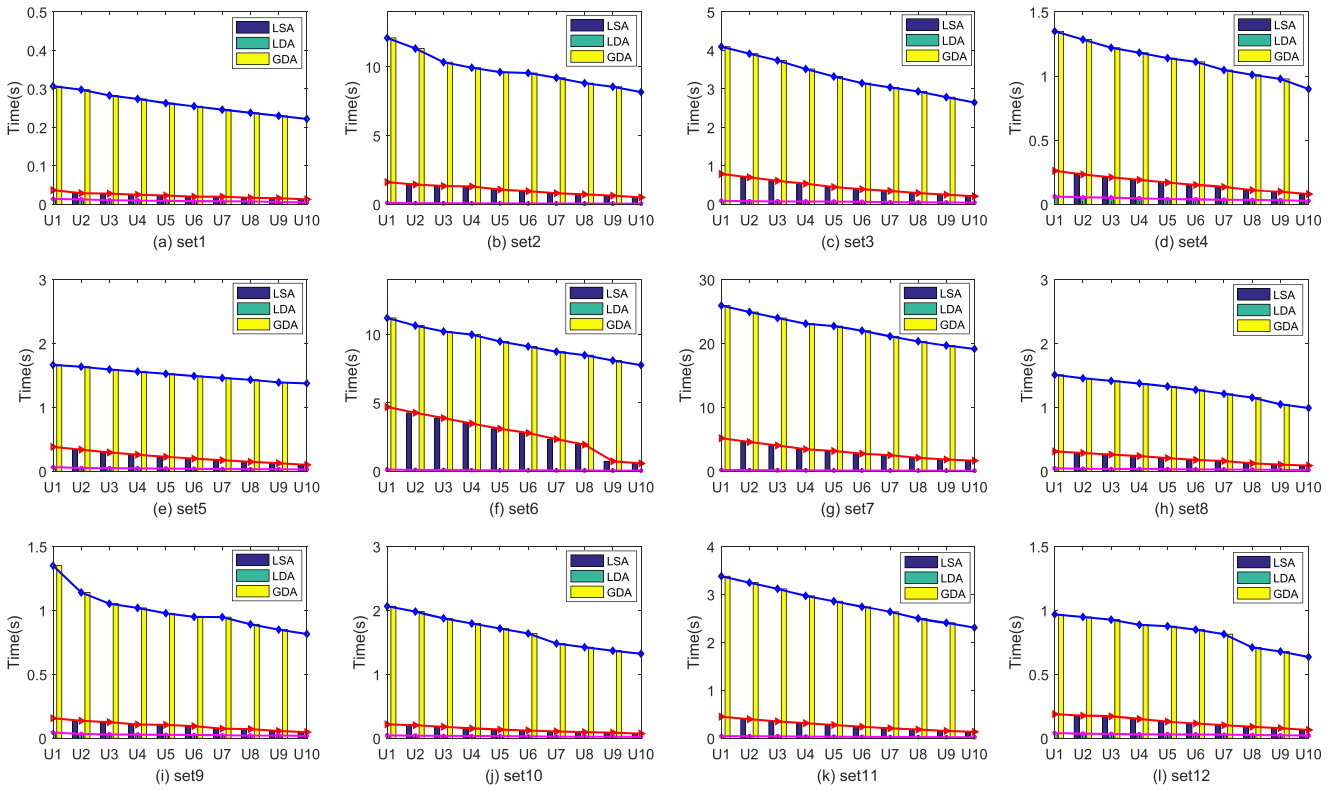 0.5
0.4
0.3
0.2
0.1
0
Time(s)
LSA
LDA
GDA
U1 U2 U3 U4 U5 U6 U7 U8 U9 U10
(a) set1
10
5
0
Time(s)
LSA
LDA
GDA
U1 U2 U3 U4 U5 U6 U7 U8 U9 U10
(b) set2
5
4
3
2
1
0
Time(s)
LSA
LDA
GDA
U1 U2 U3 U4 U5 U6 U7 U8 U9 U10
(c) set3
1.5
1
0.5
0
Time(s)
LSA
LDA
GDA
U1 U2 U3 U4 U5 U6 U7 U8 U9 U10
(d) set4
3
2
1
0
Time(s)
LSA
LDA
GDA
U1 U2 U3 U4 U5 U6 U7 U8 U9 U10
(e) set5
10
5
0
Time(s)
LSA
LDA
GDA
U1 U2 U3 U4 U5 U6 U7 U8 U9 U10
(f) set6
30
20
10
0
Time(s)
LSA
LDA
GDA
U1 U2 U3 U4 U5 U6 U7 U8 U9 U10
(g) set7
3
2
1
0
Time(s)
LSA
LDA
GDA
U1 U2 U3 U4 U5 U6 U7 U8 U9 U10
(h) set8
1.5
1
0.5
0
Time(s)
LSA
LDA
GDA
U1 U2 U3 U4 U5 U6 U7 U8 U9 U10
(i) set9
3
2
1
0
Time(s)
LSA
LDA
GDA
U1 U2 U3 U4 U5 U6 U7 U8 U9 U10
(j) set10
4
3
2
1
0
Time(s)
LSA
LDA
GDA
U1 U2 U3 U4 U5 U6 U7 U8 U9 U10
(k) set11
1.5
1
0.5
0
Time(s)
LSA
LDA
GDA
U1 U2 U3 U4 U5 U6 U7 U8 U9 U10
(l) set12